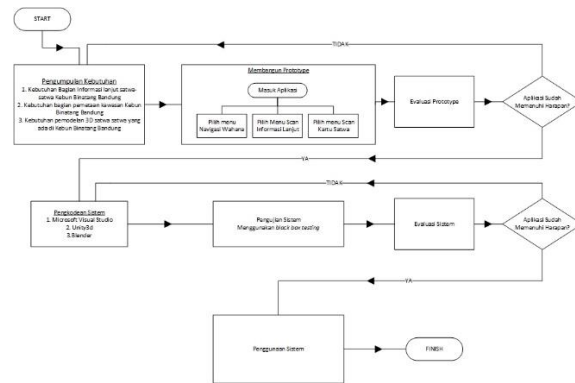 START
TIDAK
Pengumpulan Kebutuhan
1. Kebutuhan Bagian Informasi lanjut satwa-
satwa Kebun Binatang Bandung
2. Kebutuhan bagian pemetaan kawasan Kebun
Binatang Bandung
3. Kebutuhan pemodelan 3D satwa satwa yang
ada di Kebun Binatang Bandung
Membangun Prototype
Masuk Aplikasi
Pilih menu
Navigasi Wahana
Pilih Menu Scan
Informasi Lanjut
Pilih menu Scan
Kartu Satwa
Evaluasi Prototype
Aplikasi Sudah
Memenuhi Harapan?
YA
TIDAK
Pengkodean Sistem
1. Microsoft Visual Studio
2. Unity3d
3.Blender
Pengujian Sistem
Menggunakan black box testing
Evaluasi Sistem
Aplikasi Sudah
Memenuhi Harapan?
YA
Penggunaan Sistem
FINISH